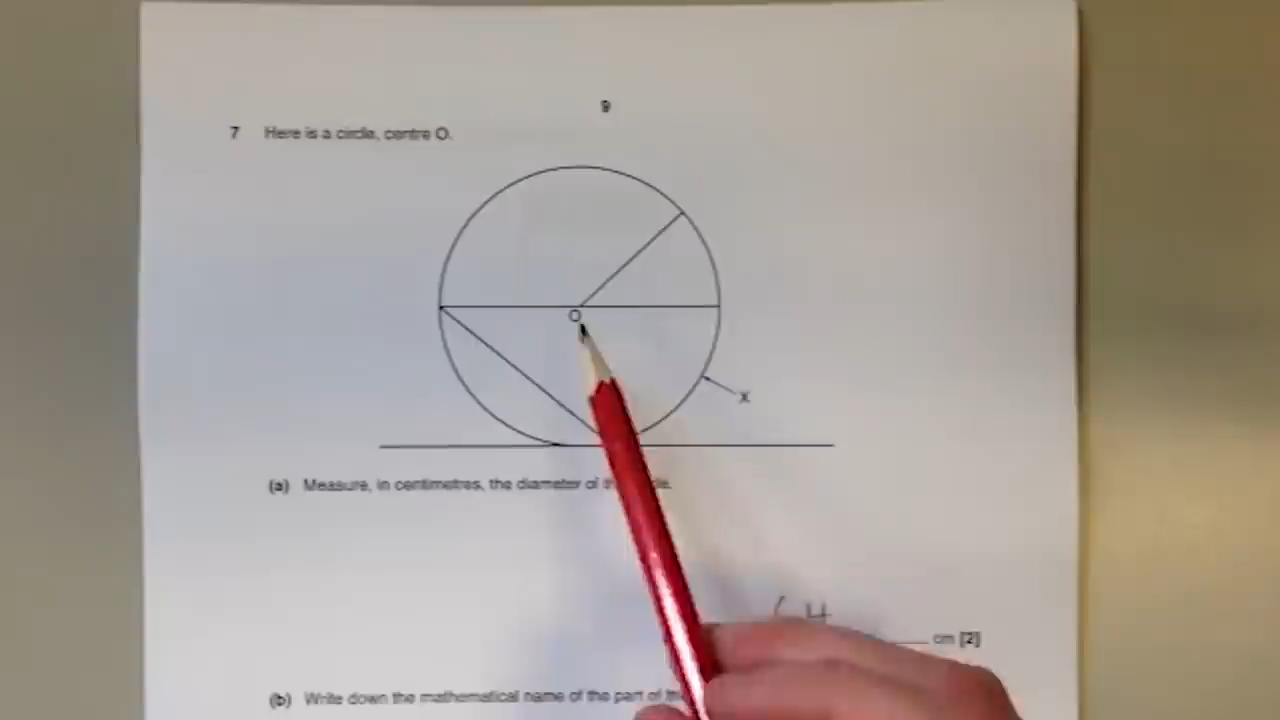 9
7 Here is a circle, centre O.
O
X
(a) Measure, in centimetres, the diameter of
cm [2]
(b) Write down the mathematical name of the part of